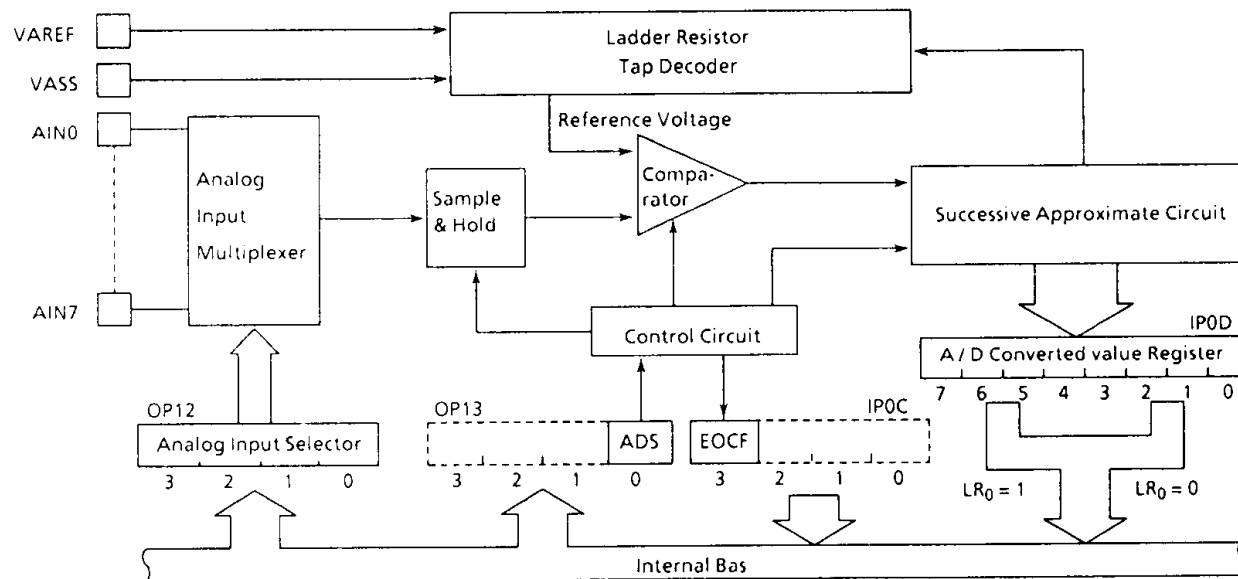 VAREF
VASS
Ladder Resistor
Tap Decoder
AIN0
Analog
Input
Multiplexer
AIN7
Reference Voltage
Sample
& Hold
Compa-
rator
Successive Approximate Circuit
Control Circuit
IP0D
A / D Converted value Register
7 6 5 4 3 2 1 0
OP12
Analog Input Selector
3 2 1 0
OP13
ADS
3 2 1 0
IP0C
EOCF
3 2 1 0
LR0 = 1
LR0 = 0
Internal Bas